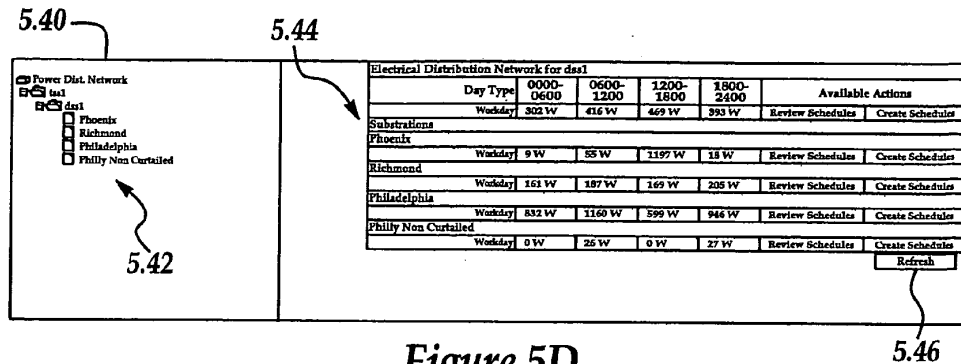 5.40
5.44
Power Dist. Network
tss1
dss1
Phoenix
Richmond
Philadelphia
Philly Non Curtailed
5.42
Electrical Distribution Network for dss1
Day Type 0000-0600 0600-1200 1200-1800 1800-2400 Available Actions
Workday 302 W 416 W 469 W 393 W Review Schedules Create Schedules
Substrations
Phoenix
Workday 9 W 55 W 1197 W 18 W Review Schedules Create Schedules
Richmond
Workday 161 W 187 W 169 W 205 W Review Schedules Create Schedules
Philadelphia
Workday 832 W 1160 W 599 W 946 W Review Schedules Create Schedules
Philly Non Curtailed
Workday 0 W 26 W 0 W 27 W Review Schedules Create Schedules
Refresh
5.46
Figure 5D